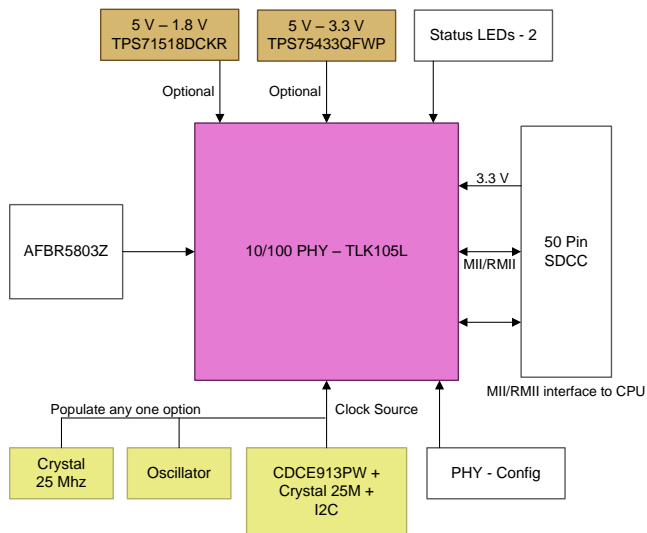 5 V – 1.8 V
TPS71518DCKR
5 V – 3.3 V
TPS75433QFWP
Status LEDs - 2
Optional
Optional
3.3 V
AFBR5803Z
10/100 PHY – TLK105L
MII/RMII
50 Pin
SDCC
MII/RMII interface to CPU
Populate any one option
Clock Source
Crystal
25 Mhz
Oscillator
CDCE913PW +
Crystal 25M +
I2C
PHY - Config